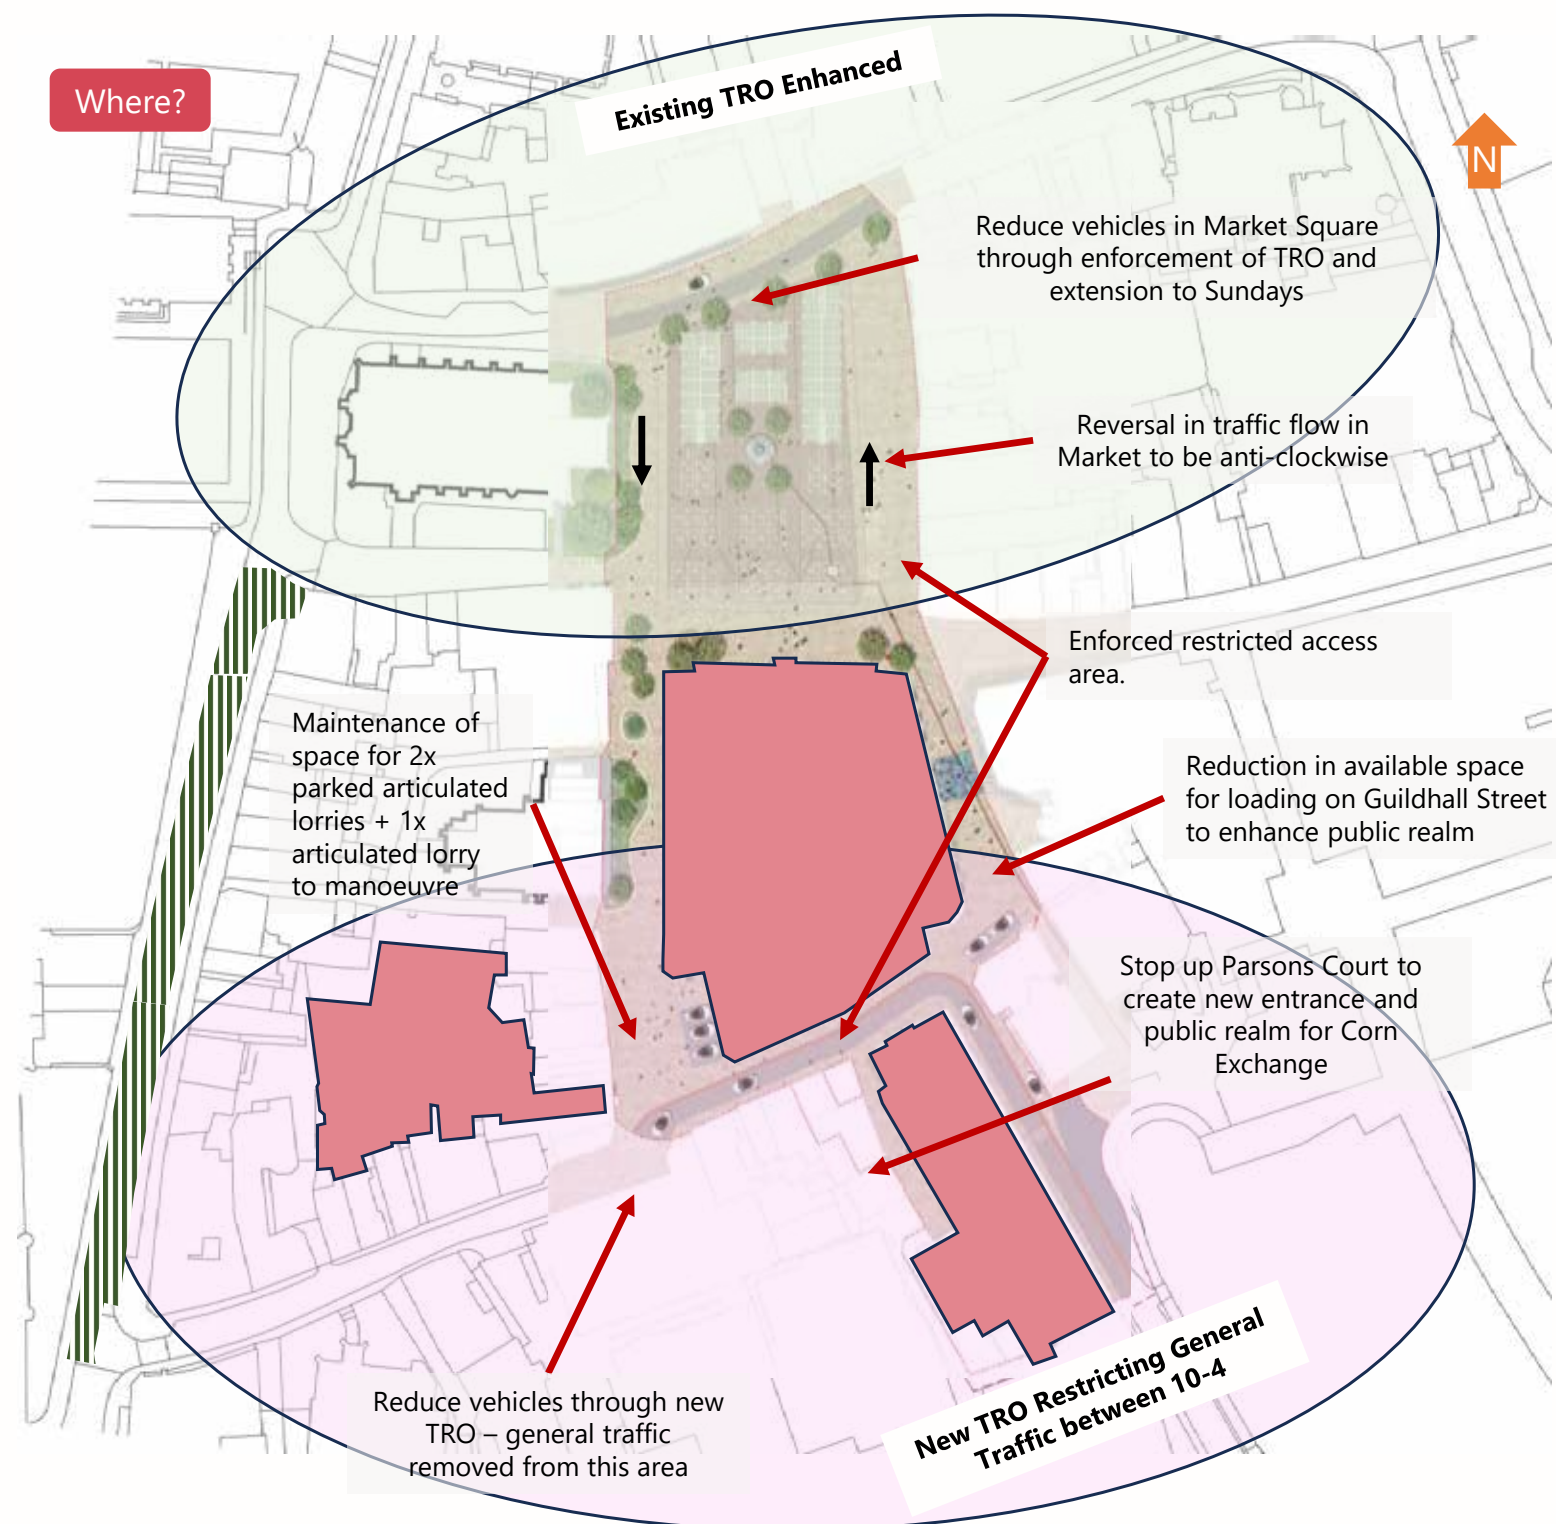 Where?
Existing TRO Enhanced
N
Reduce vehicles in Market Square
through enforcement of TRO and
extension to Sundays
Reversal in traffic flow in
Market to be anti-clockwise
Enforced restricted access
area.
Maintenance of
space for 2x
parked articulated
lorries + 1x
articulated lorry
to manoeuvre
Reduction in available space
for loading on Guildhall Street
to enhance public realm
Stop up Parsons Court to
create new entrance and
public realm for Corn
Exchange
New TRO Restricting General
Traffic between 10-4
Reduce vehicles through new
TRO – general traffic
removed from this area